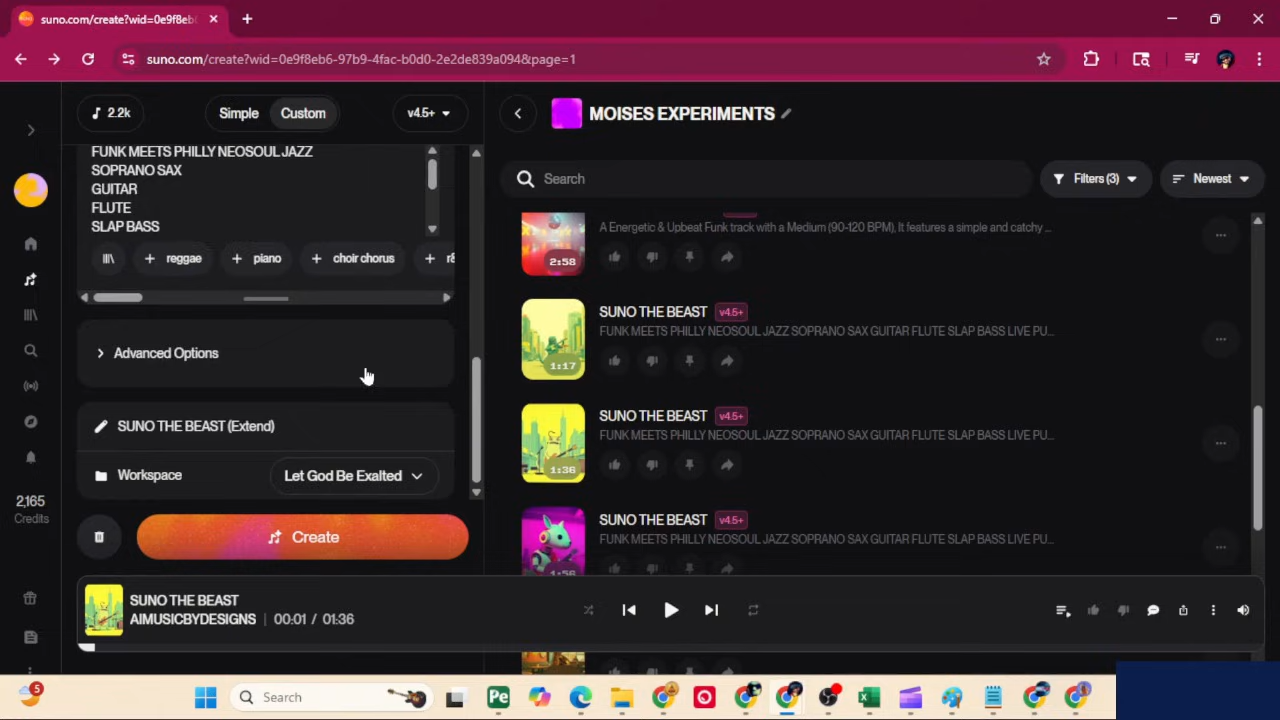 suno.com/create?wid=0e9f8eb
suno.com/create?wid=0e9f8eb6-97b9-4fac-b0d0-2e2de839a094&page=1
2.2k
Simple
Custom
v4.5+
FUNK MEETS PHILLY NEOSOUL JAZZ
SOPRANO SAX
GUITAR
FLUTE
SLAP BASS
reggae
piano
choir chorus
r&
Advanced Options
SUNO THE BEAST (Extend)
Workspace
Let God Be Exalted
Create
2,165
Credits
MOISES EXPERIMENTS
Search
Filters (3)
Newest
A Energetic & Upbeat Funk track with a Medium (90-120 BPM), It features a simple and catchy ...
2:58
SUNO THE BEAST v4.5+
FUNK MEETS PHILLY NEOSOUL JAZZ SOPRANO SAX GUITAR FLUTE SLAP BASS LIVE PU...
1:17
SUNO THE BEAST v4.5+
FUNK MEETS PHILLY NEOSOUL JAZZ SOPRANO SAX GUITAR FLUTE SLAP BASS LIVE PU...
1:36
SUNO THE BEAST v4.5+
FUNK MEETS PHILLY NEOSOUL JAZZ SOPRANO SAX GUITAR FLUTE SLAP BASS LIVE PU...
1:56
SUNO THE BEAST
AIMUSICBYDESIGNS | 00:01 / 01:36
5
Search
Pe